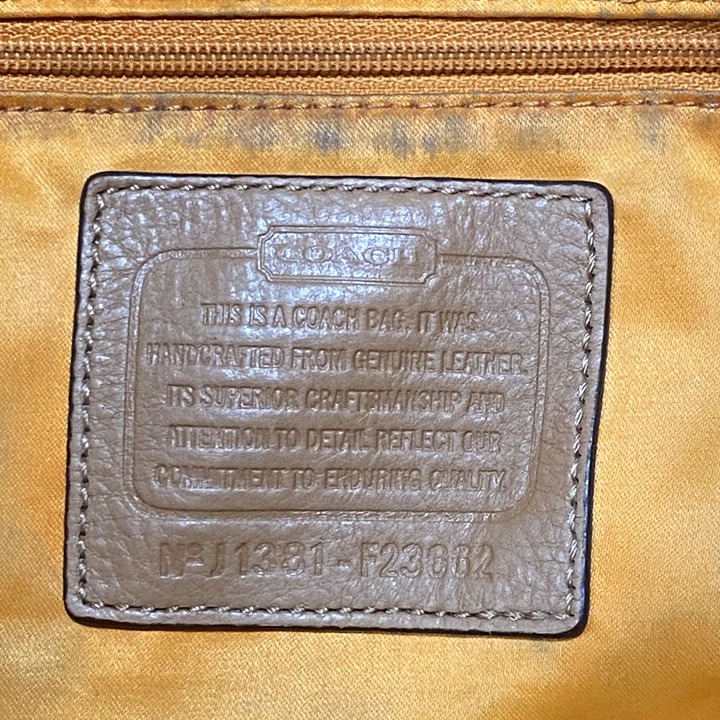 COACH
THIS IS A COACH BAG. IT WAS
HANDCRAFTED FROM GENUINE LEATHER.
ITS SUPERIOR CRAFTSMANSHIP AND
ATTENTION TO DETAIL REFLECT OUR
COMMITMENT TO ENDURING QUALITY.
Nº J1381-F23662